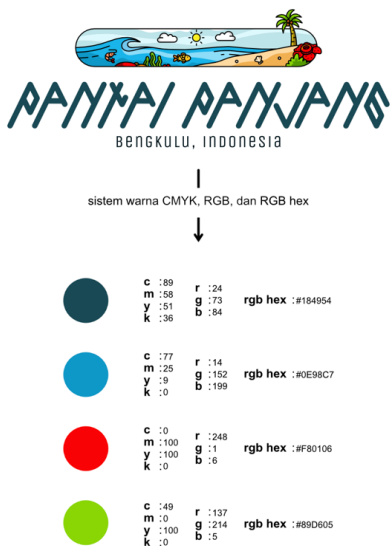 PANTAI PANJANG
BENGKULU, INDONESIA
sistem warna CMYK, RGB, dan RGB hex
c :89
m :58
y :51
k :36
r :24
g :73
b :84
rgb hex :#184954
c :77
m :25
y :9
k :0
r :14
g :152
b :199
rgb hex :#0E98C7
c :0
m :100
y :100
k :0
r :248
g :1
b :6
rgb hex :#F80106
c :49
m :0
y :100
k :0
r :137
g :214
b :5
rgb hex :#89D605